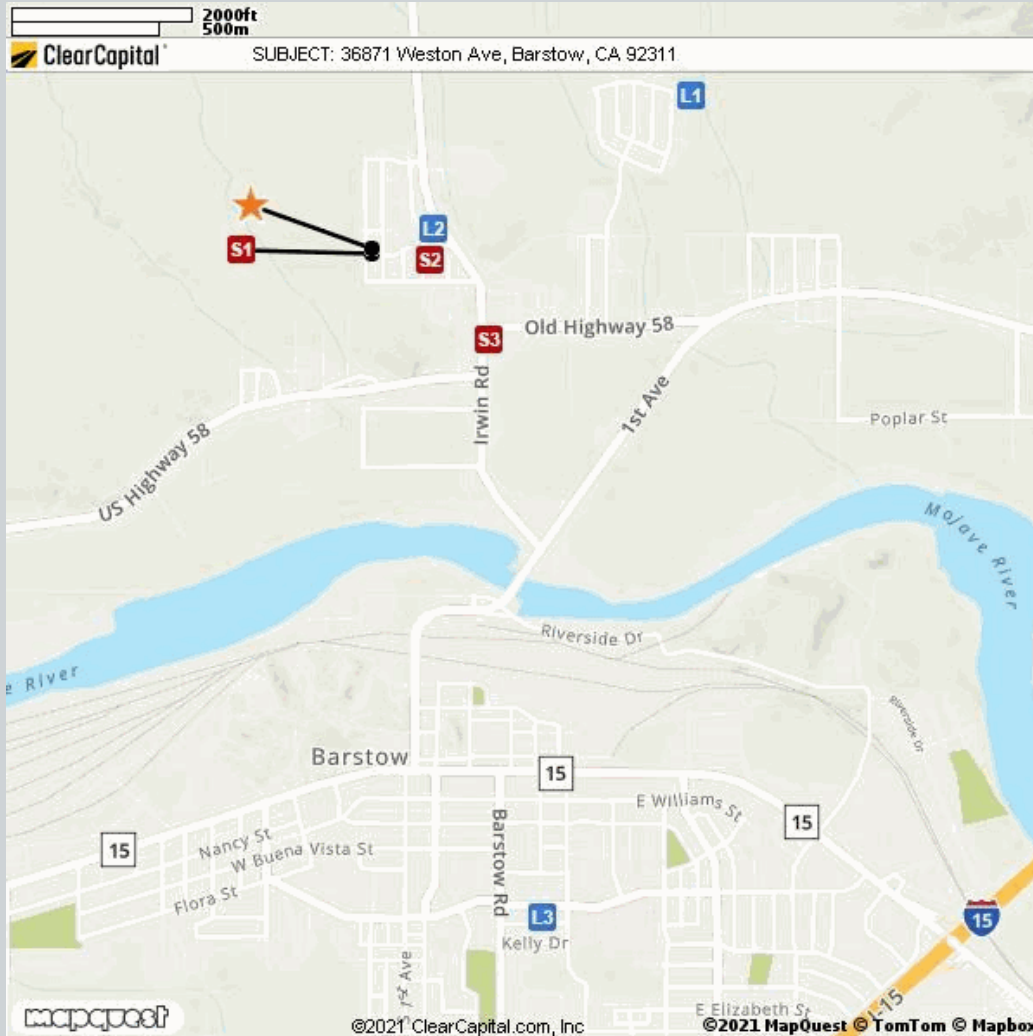 2000ft
500m
ClearCapital
SUBJECT: 36871 Weston Ave, Barstow, CA 92311
L1
L2
S1
S2
S3
Old Highway 58
Irwin Rd
1st Ave
Poplar St
US Highway 58
Mojave River
e River
Riverside Dr
Riverside Dr
Barstow
15
E Williams St
15
15
Nancy St
W Buena Vista St
Flora St
Barstow Rd
L3
15
Kelly Dr
S 1st Ave
E Elizabeth St
I-15
mapquest
©2021 ClearCapital.com, Inc
©2021 MapQuest © TomTom © Mapbox